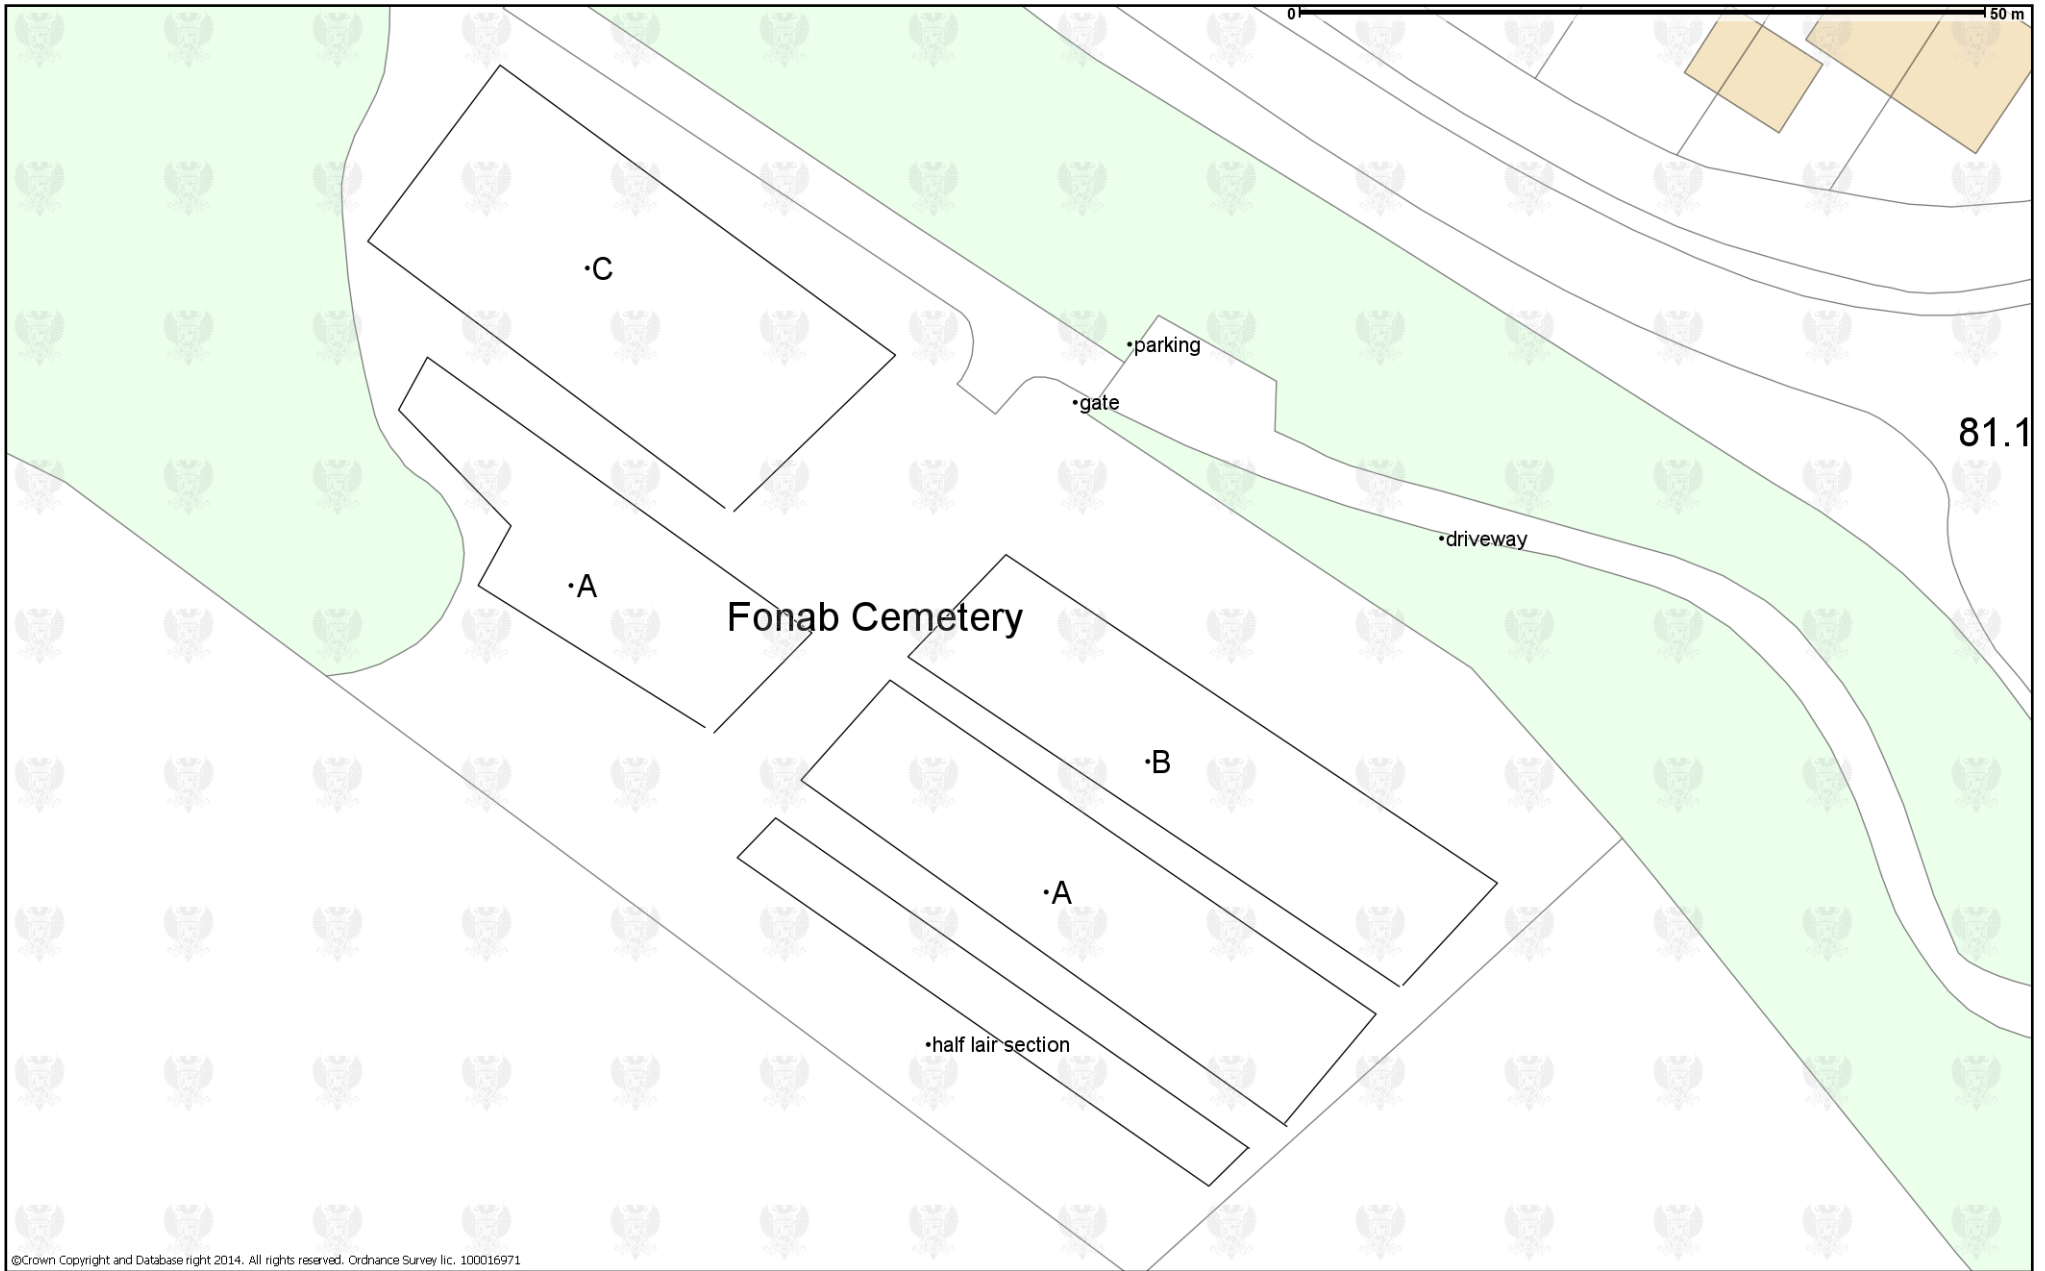 0 50 m
C
parking
gate
81.1
driveway
A
Fonab Cemetery
B
A
half lair section
©Crown Copyright and Database right 2014. All rights reserved. Ordnance Survey lic. 100016971